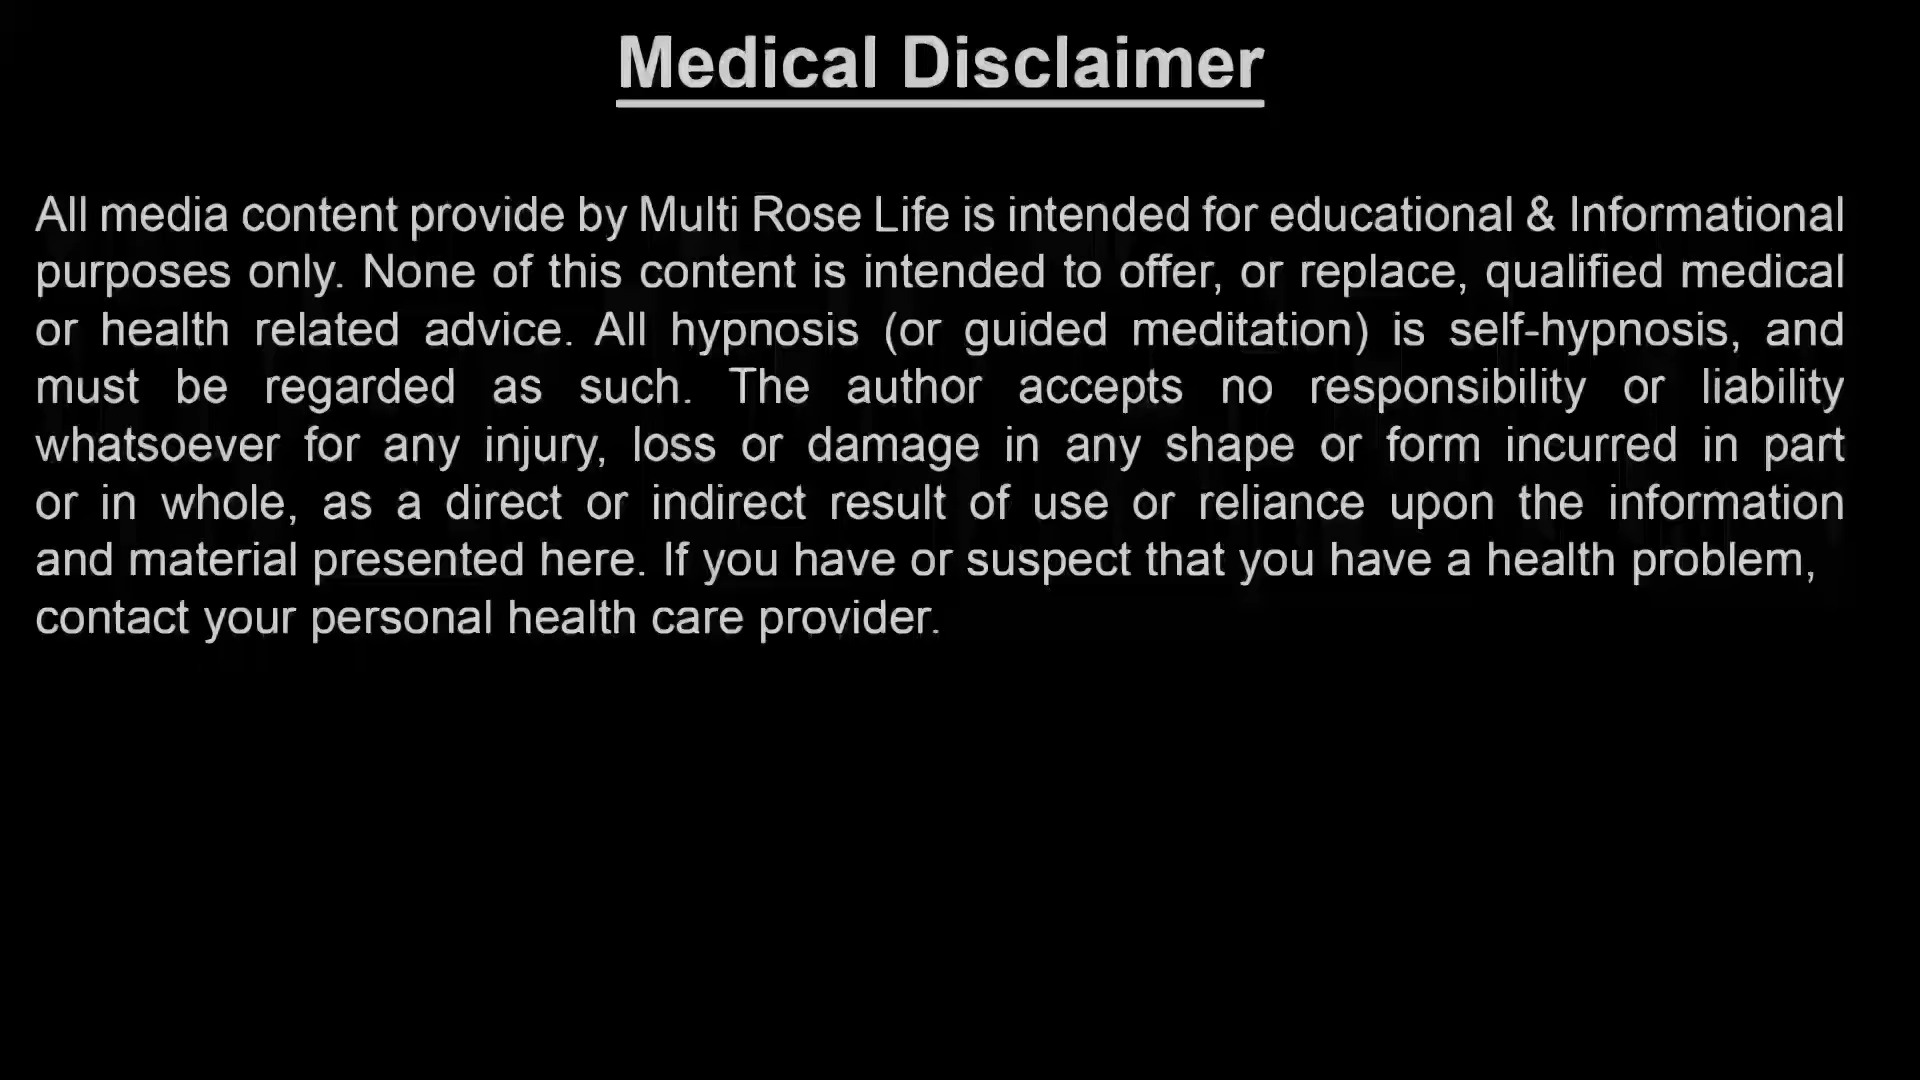 Medical Disclaimer
All media content provide by Multi Rose Life is intended for educational & Informational
purposes only. None of this content is intended to offer, or replace, qualified medical
or health related advice. All hypnosis (or guided meditation) is self-hypnosis, and
must be regarded as such. The author accepts no responsibility or liability
whatsoever for any injury, loss or damage in any shape or form incurred in part
or in whole, as a direct or indirect result of use or reliance upon the information
and material presented here. If you have or suspect that you have a health problem,
contact your personal health care provider.